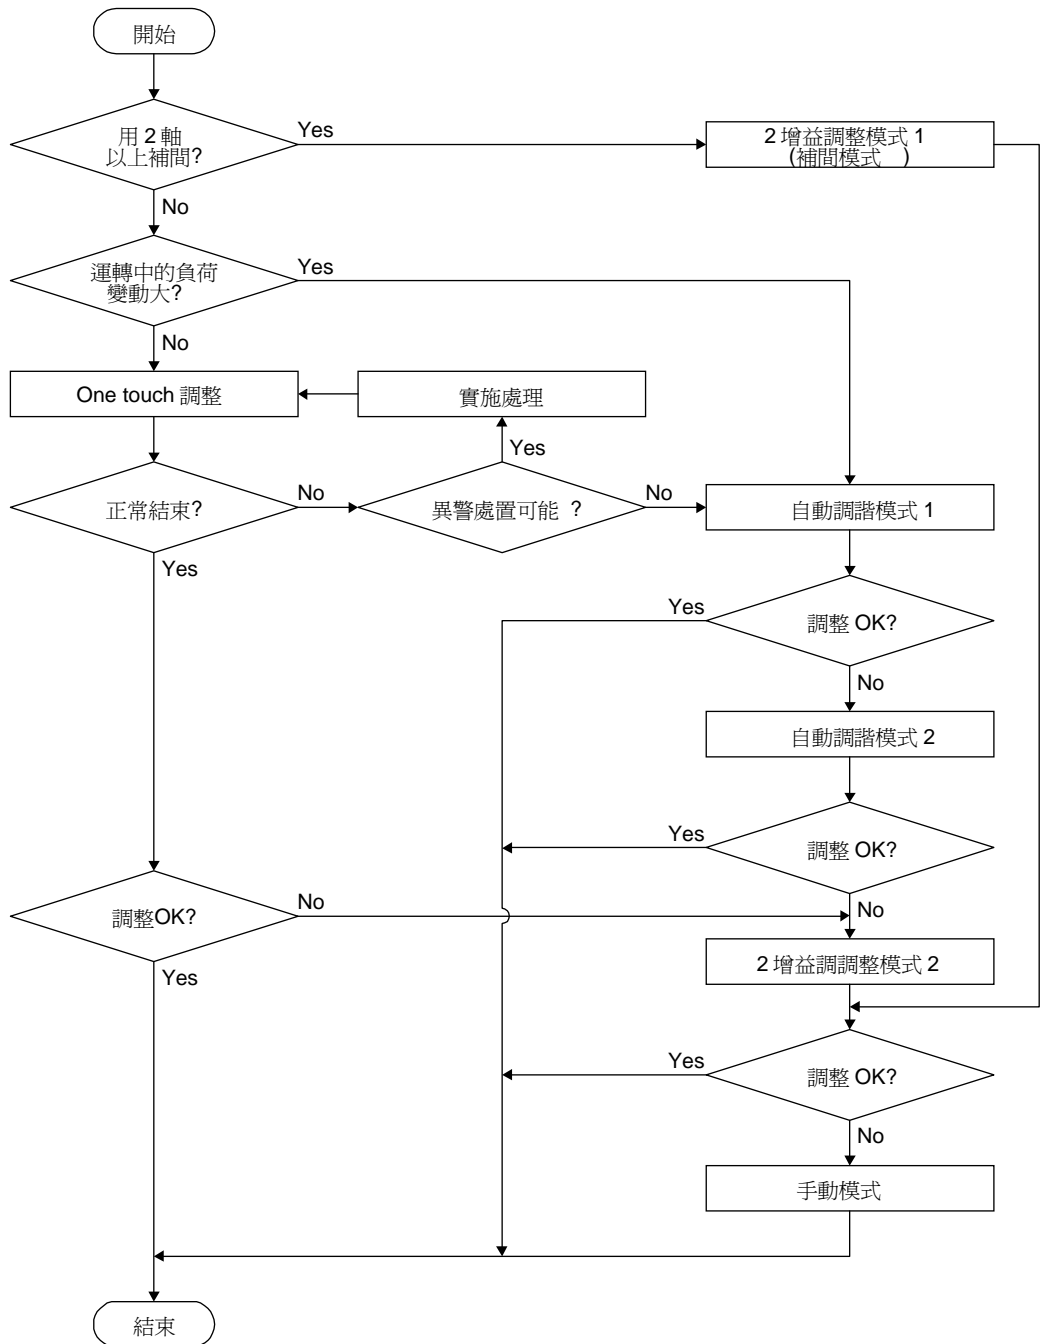 開始
用 2 軸
以上補間?
Yes
2 增益調整模式 1
(補間模式 )
No
運轉中的負荷
變動大?
Yes
No
One touch 調整
實施處理
Yes
正常結束?
No
異警處置可能 ?
No
自動調諧模式 1
Yes
Yes
調整 OK?
No
自動調諧模式 2
Yes
調整 OK?
No
調整OK?
No
Yes
2 增益調調整模式 2
Yes
調整 OK?
No
手動模式
結束